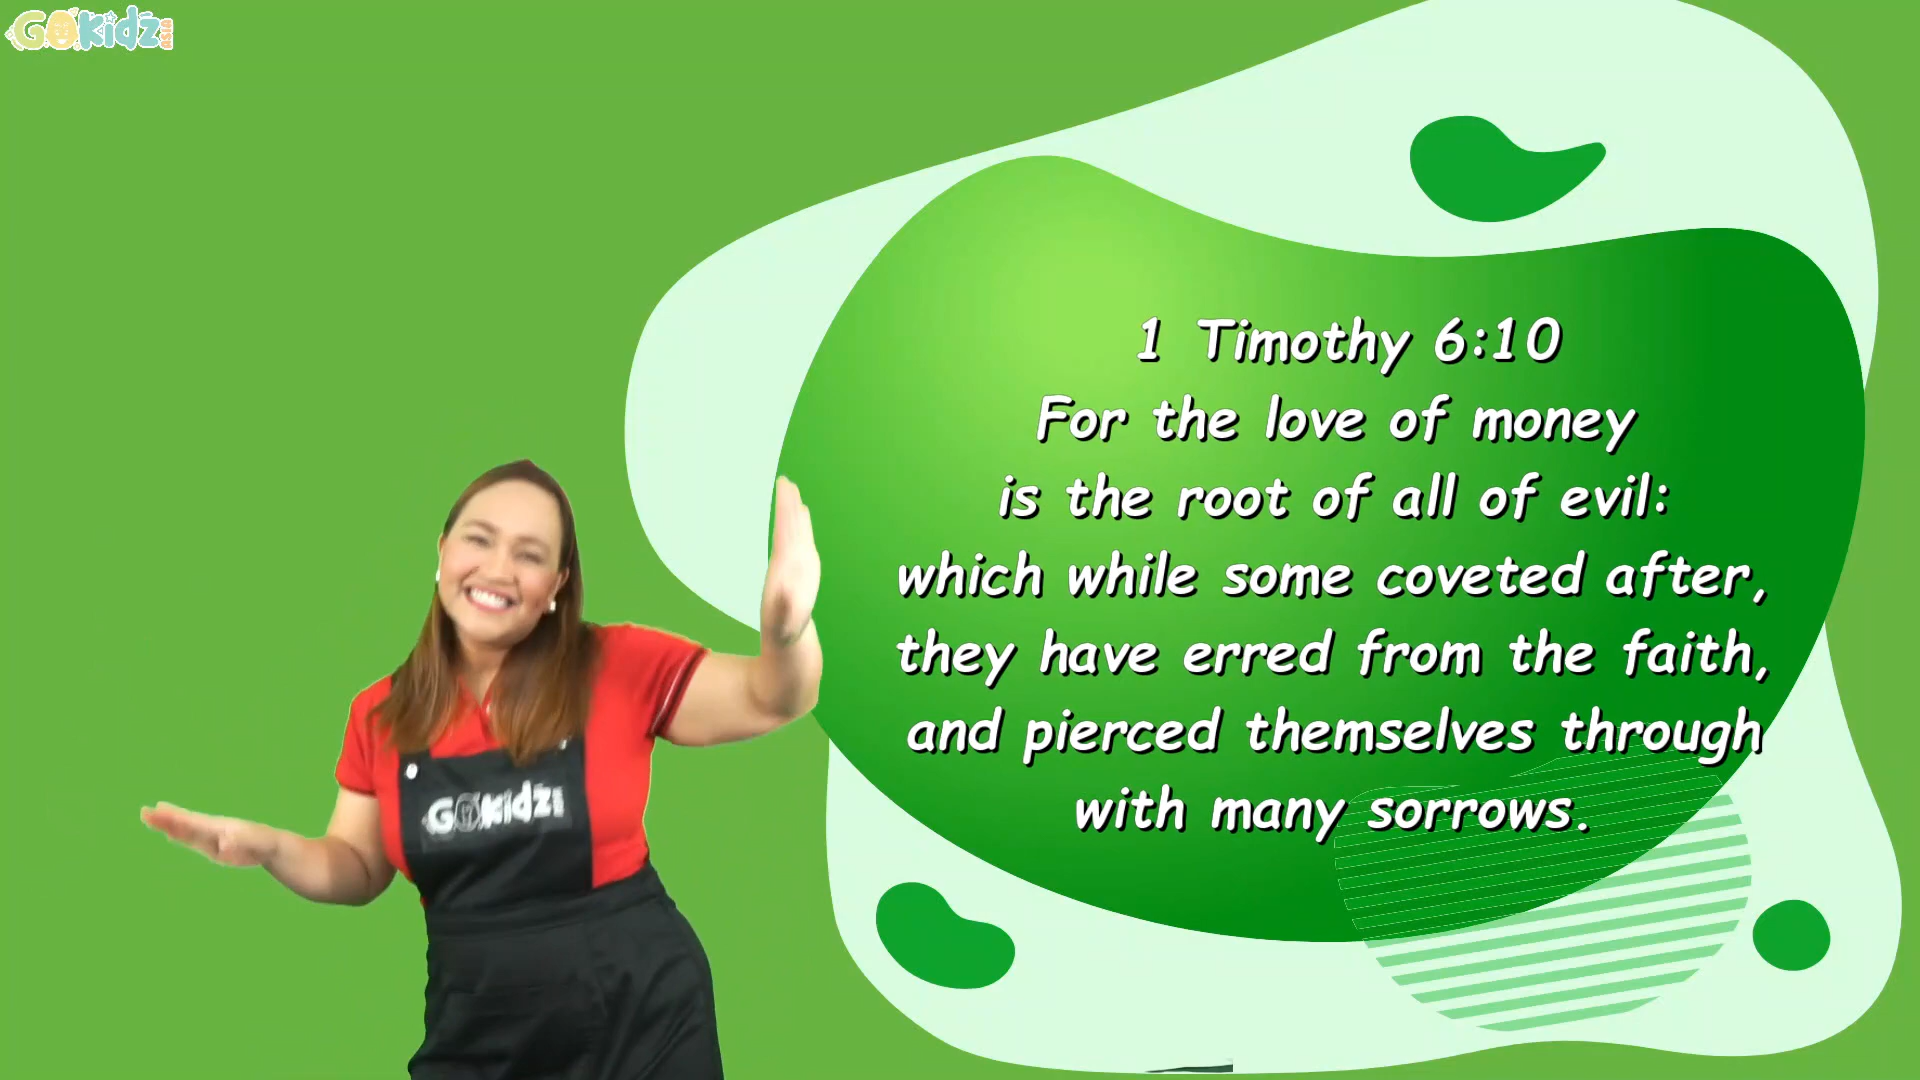 GOKidz ASIA
1 Timothy 6:10
For the love of money
is the root of all of evil:
which while some coveted after,
they have erred from the faith,
and pierced themselves through
with many sorrows.
GOKidz